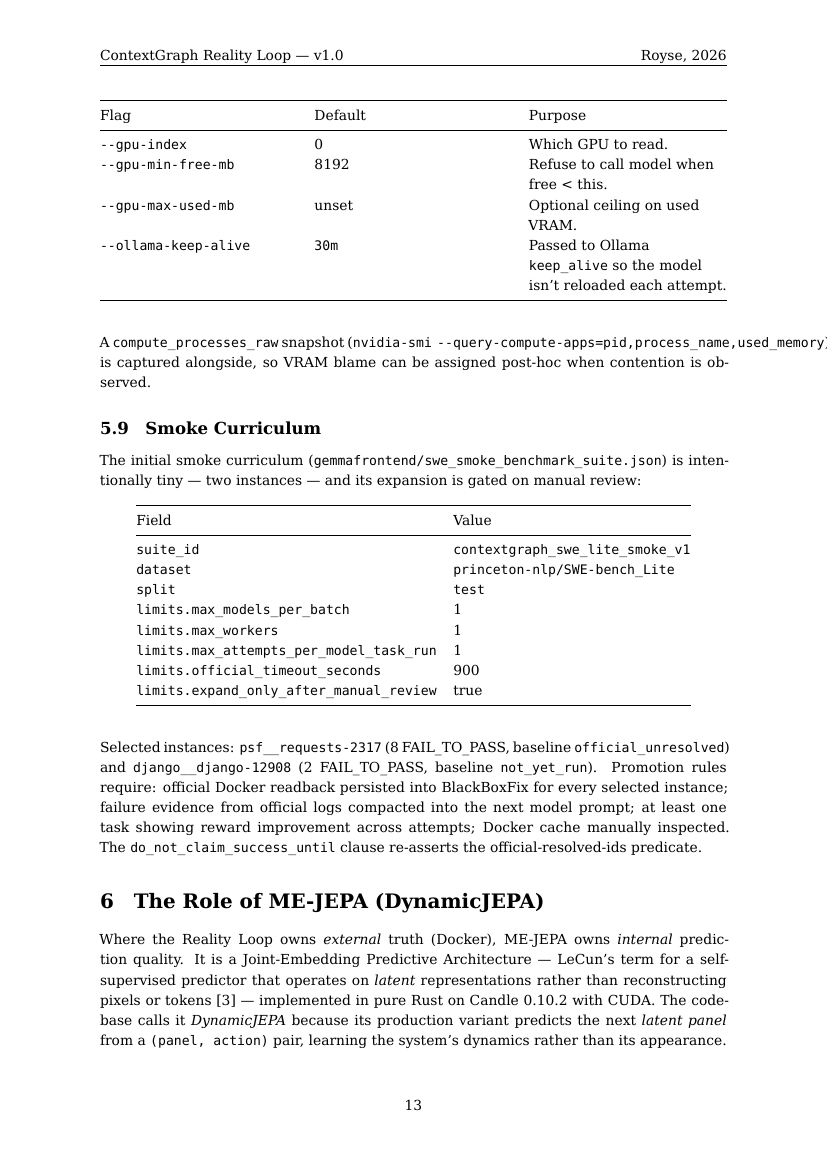 ContextGraph Reality Loop — v1.0 Royse, 2026
Flag Default Purpose
--gpu-index 0 Which GPU to read.
--gpu-min-free-mb 8192 Refuse to call model when
free < this.
--gpu-max-used-mb unset Optional ceiling on used
VRAM.
--ollama-keep-alive 30m Passed to Ollama
keep_alive so the model
isn’t reloaded each attempt.
A compute_processes_raw snapshot (nvidia-smi --query-compute-apps=pid,process_name,used_memory)
is captured alongside, so VRAM blame can be assigned post-hoc when contention is ob-
served.
5.9 Smoke Curriculum
The initial smoke curriculum (gemmafrontend/swe_smoke_benchmark_suite.json) is inten-
tionally tiny — two instances — and its expansion is gated on manual review:
Field Value
suite_id contextgraph_swe_lite_smoke_v1
dataset princeton-nlp/SWE-bench_Lite
split test
limits.max_models_per_batch 1
limits.max_workers 1
limits.max_attempts_per_model_task_run 1
limits.official_timeout_seconds 900
limits.expand_only_after_manual_review true
Selected instances: psf__requests-2317 (8 FAIL_TO_PASS, baseline official_unresolved)
and django__django-12908 (2 FAIL_TO_PASS, baseline not_yet_run). Promotion rules
require: official Docker readback persisted into BlackBoxFix for every selected instance;
failure evidence from official logs compacted into the next model prompt; at least one
task showing reward improvement across attempts; Docker cache manually inspected.
The do_not_claim_success_until clause re-asserts the official-resolved-ids predicate.
6 The Role of ME-JEPA (DynamicJEPA)
Where the Reality Loop owns external truth (Docker), ME-JEPA owns internal predic-
tion quality. It is a Joint-Embedding Predictive Architecture — LeCun’s term for a self-
supervised predictor that operates on latent representations rather than reconstructing
pixels or tokens [3] — implemented in pure Rust on Candle 0.10.2 with CUDA. The code-
base calls it DynamicJEPA because its production variant predicts the next latent panel
from a (panel, action) pair, learning the system’s dynamics rather than its appearance.
13